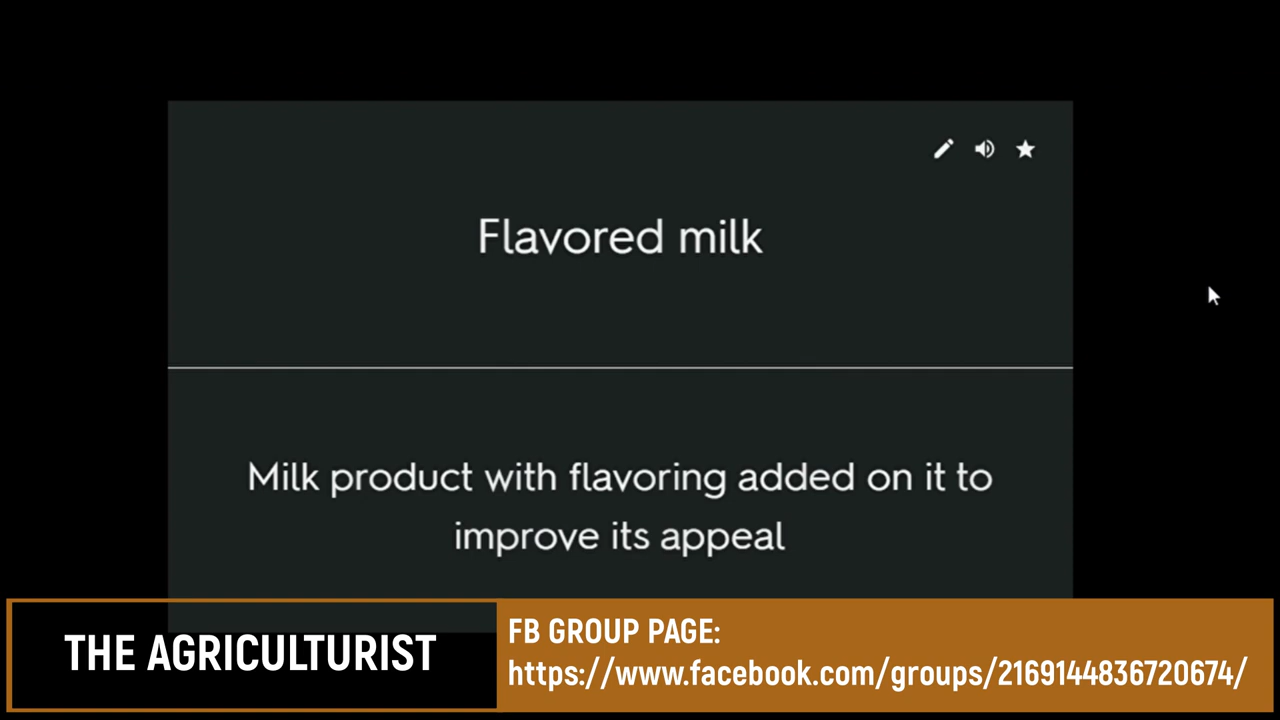 Flavored milk
Milk product with flavoring added on it to
improve its appeal
THE AGRICULTURIST
FB GROUP PAGE:
https://www.facebook.com/groups/2169144836720674/